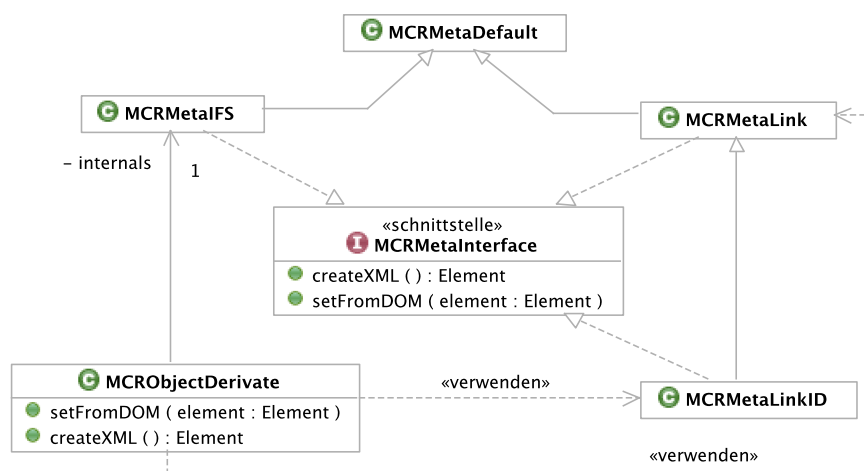 C MCRMetaDefault
C MCRMetaIFS
C MCRMetaLink
– internals
1
«schnittstelle»
I MCRMetaInterface
createXML ( ) : Element
setFromDOM ( element : Element )
C MCRObjectDerivate
setFromDOM ( element : Element )
createXML ( ) : Element
«verwenden»
C MCRMetaLinkID
«verwenden»